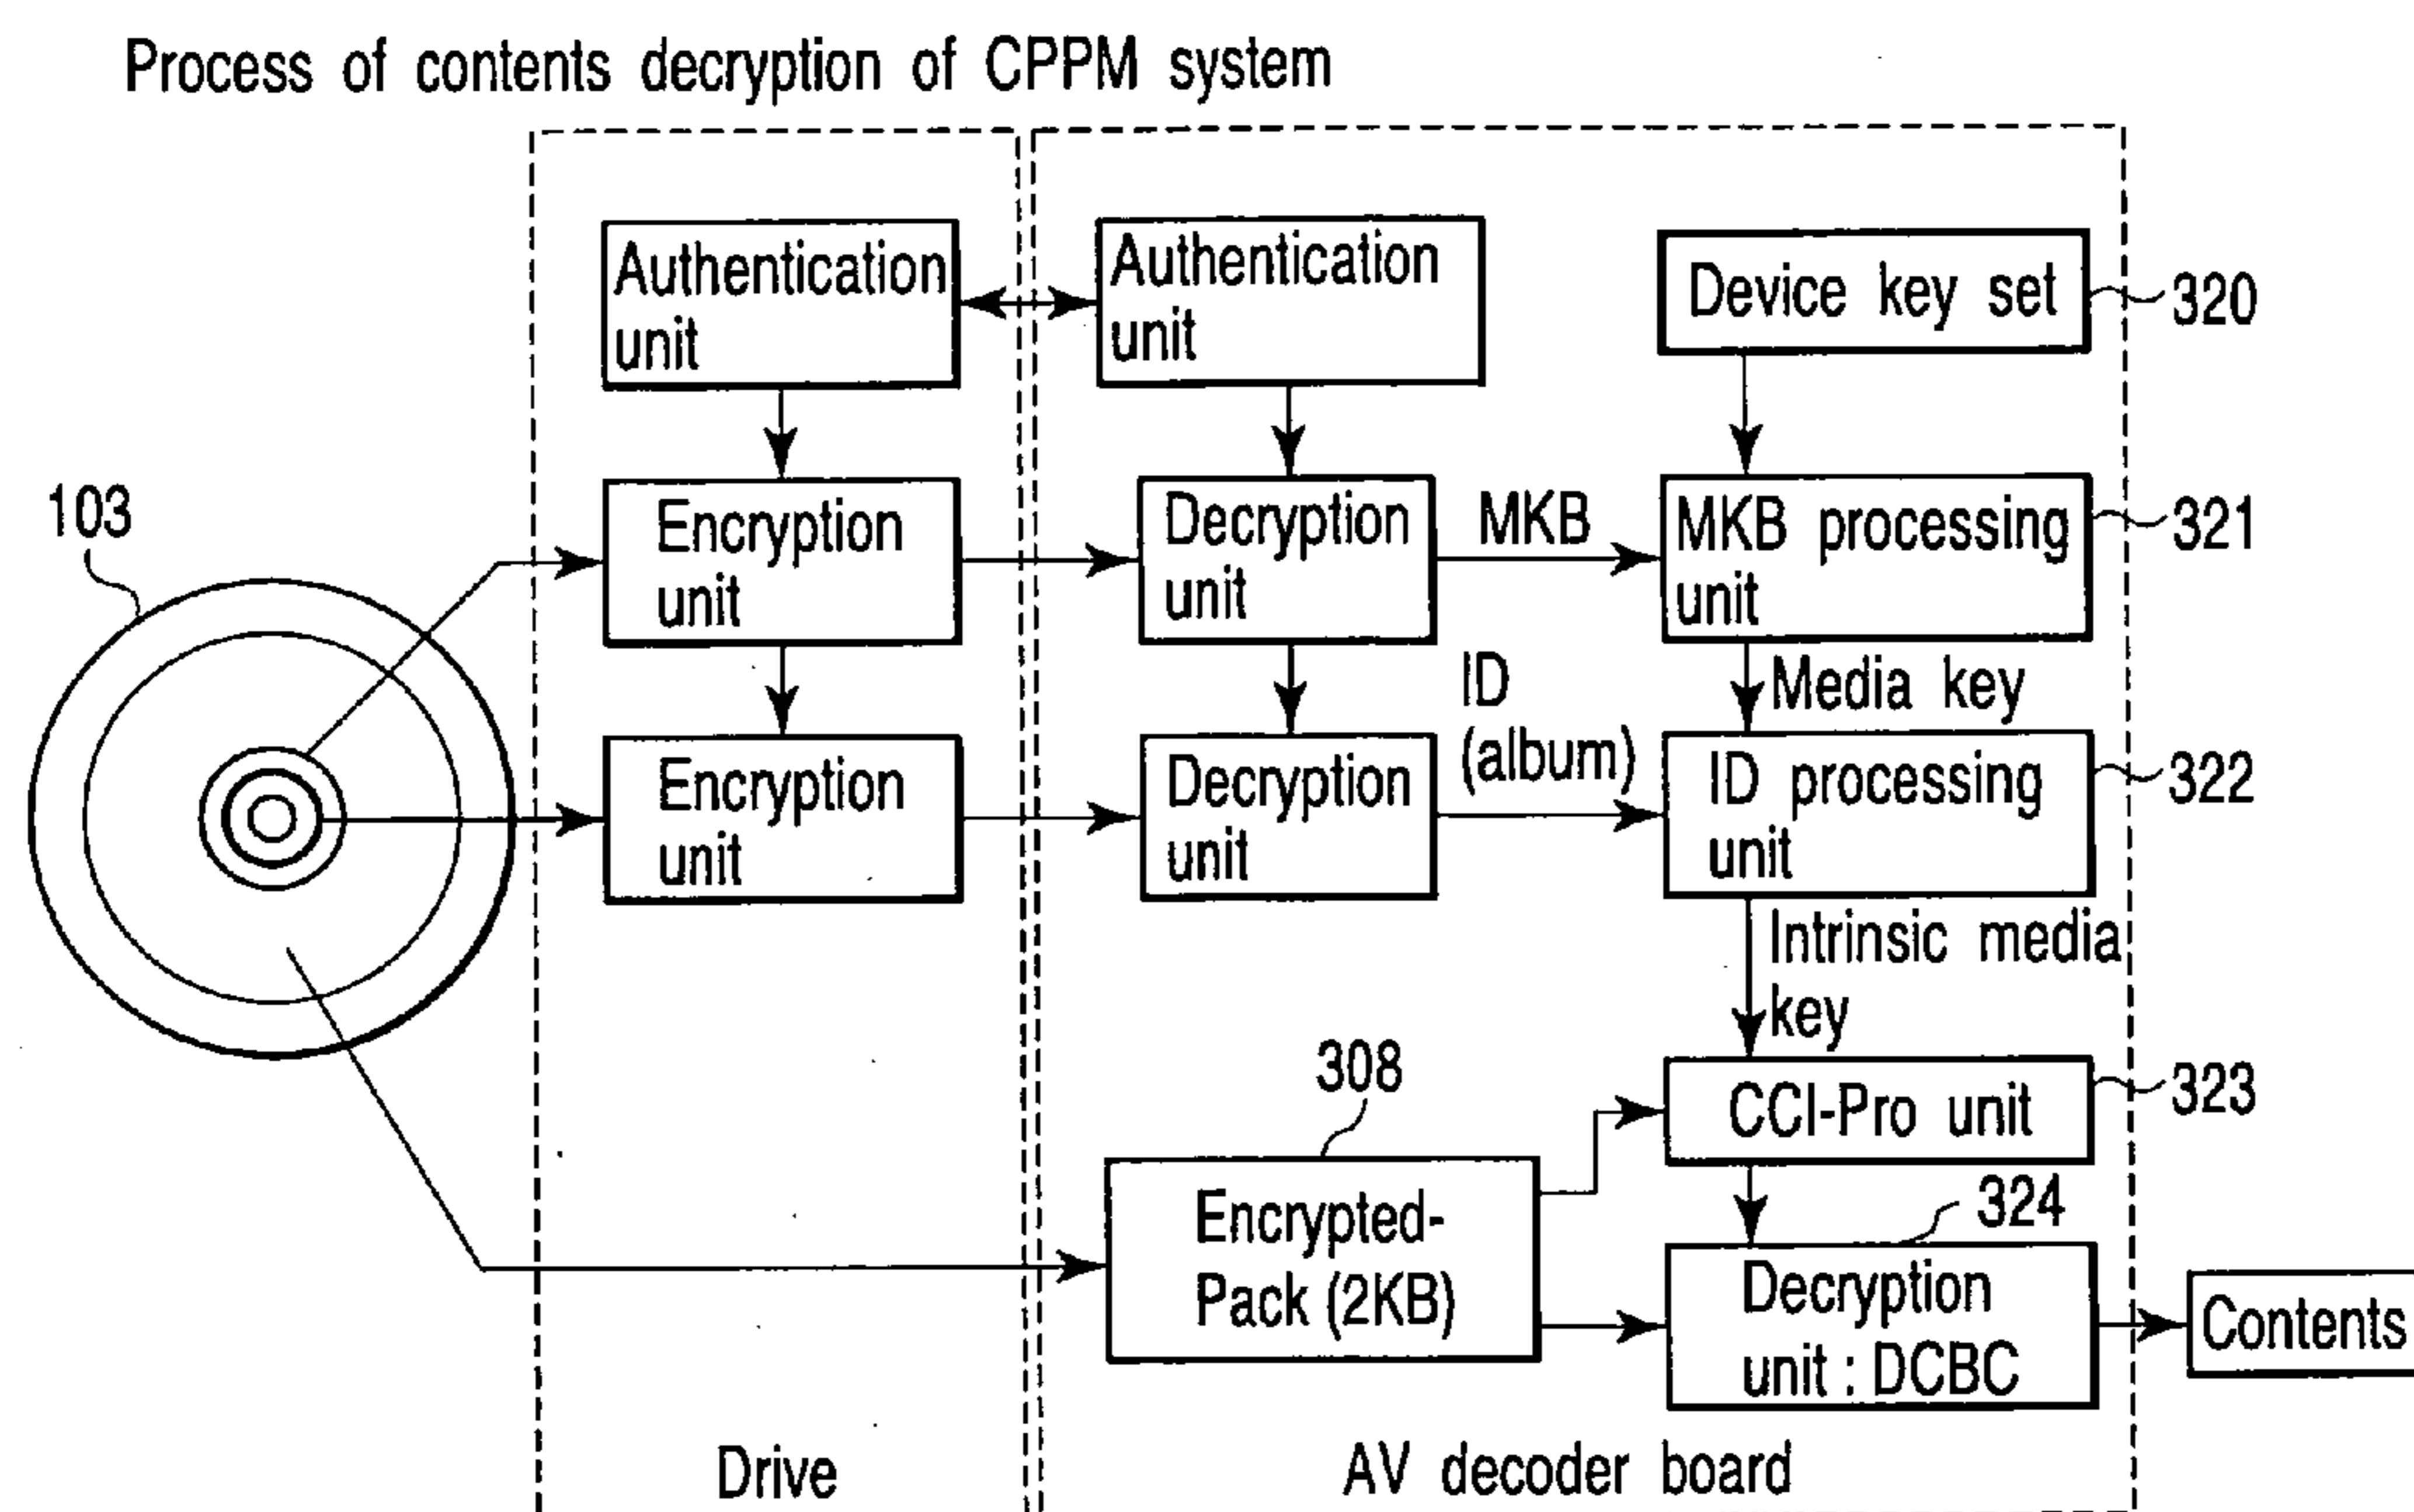 Process of contents decryption of CPPM system
Authentication
unit
Authentication
unit
Device key set
320
103
Encryption
unit
Decryption
unit
MKB
MKB processing
unit
321
ID
(album)
Media key
Encryption
unit
Decryption
unit
ID processing
unit
322
Intrinsic media
key
308
CCI-Pro unit
323
Encrypted-
Pack (2KB)
324
Decryption
unit : DCBC
Contents
Drive
AV decoder board